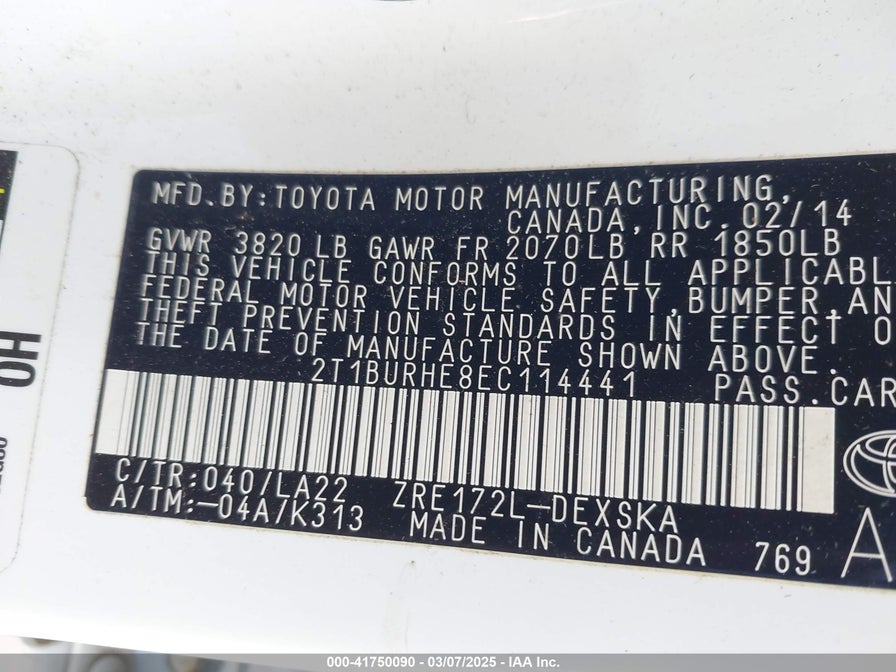 MFD.BY:TOYOTA MOTOR MANUFACTURING,
CANADA,INC.02/14
GVWR 3820LB GAWR FR 2070LB RR 1850LB
THIS VEHICLE CONFORMS TO ALL APPLICABL
FEDERAL MOTOR VEHICLE SAFETY,BUMPER,AN
THEFT PREVENTION STANDARDS IN EFFECT O
THE DATE OF MANUFACTURE SHOWN ABOVE.
2T1BURHE8EC114441 PASS.CAR
C/TR:040/LA22 ZRE172L-DEXSKA
A/TM:-04A/K313 MADE IN CANADA 769 A
HO
000-41750090 - 03/07/2025 - IAA Inc.